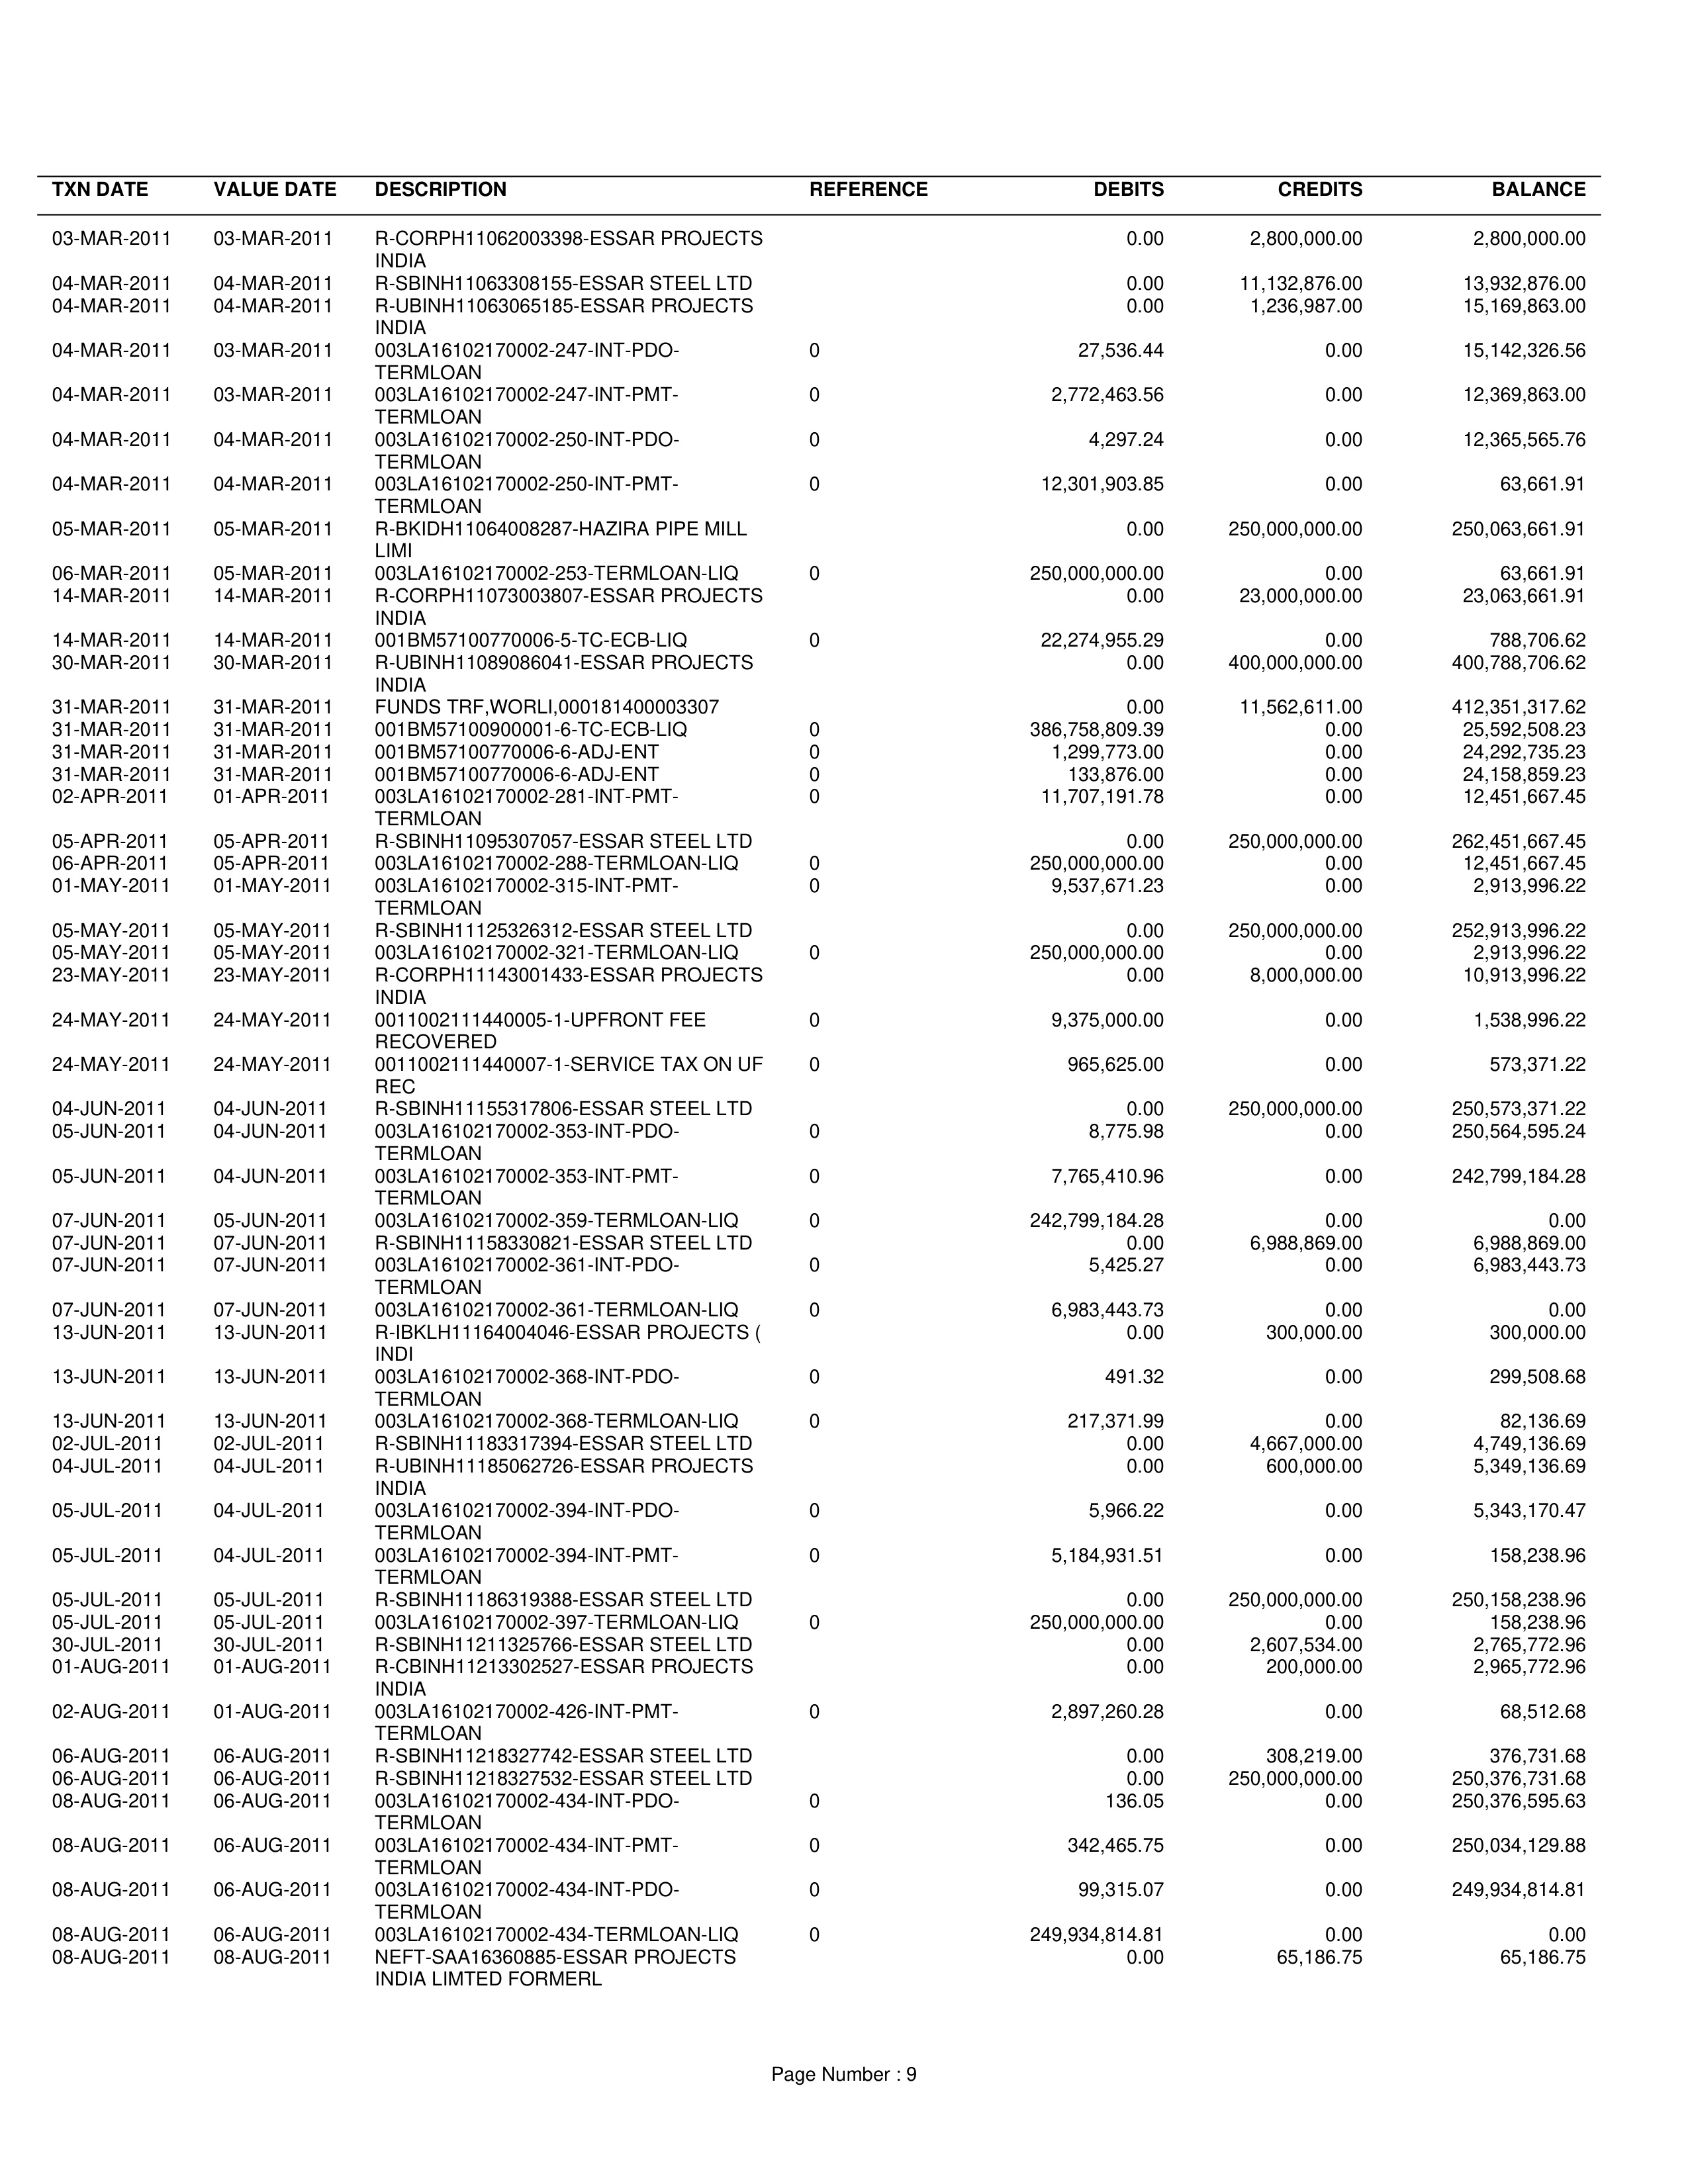 TXN DATE VALUE DATE DESCRIPTION REFERENCE DEBITS CREDITS BALANCE
03-MAR-2011 03-MAR-2011 R-CORPH11062003398-ESSAR PROJECTS 0.00 2,800,000.00 2,800,000.00
INDIA
04-MAR-2011 04-MAR-2011 R-SBINH11063308155-ESSAR STEEL LTD 0.00 11,132,876.00 13,932,876.00
04-MAR-2011 04-MAR-2011 R-UBINH11063065185-ESSAR PROJECTS 0.00 1,236,987.00 15,169,863.00
INDIA
04-MAR-2011 03-MAR-2011 003LA16102170002-247-INT-PDO- 0 27,536.44 0.00 15,142,326.56
TERMLOAN
04-MAR-2011 03-MAR-2011 003LA16102170002-247-INT-PMT- 0 2,772,463.56 0.00 12,369,863.00
TERMLOAN
04-MAR-2011 04-MAR-2011 003LA16102170002-250-INT-PDO- 0 4,297.24 0.00 12,365,565.76
TERMLOAN
04-MAR-2011 04-MAR-2011 003LA16102170002-250-INT-PMT- 0 12,301,903.85 0.00 63,661.91
TERMLOAN
05-MAR-2011 05-MAR-2011 R-BKIDH11064008287-HAZIRA PIPE MILL 0.00 250,000,000.00 250,063,661.91
LIMI
06-MAR-2011 05-MAR-2011 003LA16102170002-253-TERMLOAN-LIQ 0 250,000,000.00 0.00 63,661.91
14-MAR-2011 14-MAR-2011 R-CORPH11073003807-ESSAR PROJECTS 0.00 23,000,000.00 23,063,661.91
INDIA
14-MAR-2011 14-MAR-2011 001BM57100770006-5-TC-ECB-LIQ 0 22,274,955.29 0.00 788,706.62
30-MAR-2011 30-MAR-2011 R-UBINH11089086041-ESSAR PROJECTS 0.00 400,000,000.00 400,788,706.62
INDIA
31-MAR-2011 31-MAR-2011 FUNDS TRF,WORLI,000181400003307 0.00 11,562,611.00 412,351,317.62
31-MAR-2011 31-MAR-2011 001BM57100900001-6-TC-ECB-LIQ 0 386,758,809.39 0.00 25,592,508.23
31-MAR-2011 31-MAR-2011 001BM57100770006-6-ADJ-ENT 0 1,299,773.00 0.00 24,292,735.23
31-MAR-2011 31-MAR-2011 001BM57100770006-6-ADJ-ENT 0 133,876.00 0.00 24,158,859.23
02-APR-2011 01-APR-2011 003LA16102170002-281-INT-PMT- 0 11,707,191.78 0.00 12,451,667.45
TERMLOAN
05-APR-2011 05-APR-2011 R-SBINH11095307057-ESSAR STEEL LTD 0.00 250,000,000.00 262,451,667.45
06-APR-2011 05-APR-2011 003LA16102170002-288-TERMLOAN-LIQ 0 250,000,000.00 0.00 12,451,667.45
01-MAY-2011 01-MAY-2011 003LA16102170002-315-INT-PMT- 0 9,537,671.23 0.00 2,913,996.22
TERMLOAN
05-MAY-2011 05-MAY-2011 R-SBINH11125326312-ESSAR STEEL LTD 0.00 250,000,000.00 252,913,996.22
05-MAY-2011 05-MAY-2011 003LA16102170002-321-TERMLOAN-LIQ 0 250,000,000.00 0.00 2,913,996.22
23-MAY-2011 23-MAY-2011 R-CORPH11143001433-ESSAR PROJECTS 0.00 8,000,000.00 10,913,996.22
INDIA
24-MAY-2011 24-MAY-2011 0011002111440005-1-UPFRONT FEE 0 9,375,000.00 0.00 1,538,996.22
RECOVERED
24-MAY-2011 24-MAY-2011 0011002111440007-1-SERVICE TAX ON UF 0 965,625.00 0.00 573,371.22
REC
04-JUN-2011 04-JUN-2011 R-SBINH11155317806-ESSAR STEEL LTD 0.00 250,000,000.00 250,573,371.22
05-JUN-2011 04-JUN-2011 003LA16102170002-353-INT-PDO- 0 8,775.98 0.00 250,564,595.24
TERMLOAN
05-JUN-2011 04-JUN-2011 003LA16102170002-353-INT-PMT- 0 7,765,410.96 0.00 242,799,184.28
TERMLOAN
07-JUN-2011 05-JUN-2011 003LA16102170002-359-TERMLOAN-LIQ 0 242,799,184.28 0.00 0.00
07-JUN-2011 07-JUN-2011 R-SBINH11158330821-ESSAR STEEL LTD 0.00 6,988,869.00 6,988,869.00
07-JUN-2011 07-JUN-2011 003LA16102170002-361-INT-PDO- 0 5,425.27 0.00 6,983,443.73
TERMLOAN
07-JUN-2011 07-JUN-2011 003LA16102170002-361-TERMLOAN-LIQ 0 6,983,443.73 0.00 0.00
13-JUN-2011 13-JUN-2011 R-IBKLH11164004046-ESSAR PROJECTS ( 0.00 300,000.00 300,000.00
INDI
13-JUN-2011 13-JUN-2011 003LA16102170002-368-INT-PDO- 0 491.32 0.00 299,508.68
TERMLOAN
13-JUN-2011 13-JUN-2011 003LA16102170002-368-TERMLOAN-LIQ 0 217,371.99 0.00 82,136.69
02-JUL-2011 02-JUL-2011 R-SBINH11183317394-ESSAR STEEL LTD 0.00 4,667,000.00 4,749,136.69
04-JUL-2011 04-JUL-2011 R-UBINH11185062726-ESSAR PROJECTS 0.00 600,000.00 5,349,136.69
INDIA
05-JUL-2011 04-JUL-2011 003LA16102170002-394-INT-PDO- 0 5,966.22 0.00 5,343,170.47
TERMLOAN
05-JUL-2011 04-JUL-2011 003LA16102170002-394-INT-PMT- 0 5,184,931.51 0.00 158,238.96
TERMLOAN
05-JUL-2011 05-JUL-2011 R-SBINH11186319388-ESSAR STEEL LTD 0.00 250,000,000.00 250,158,238.96
05-JUL-2011 05-JUL-2011 003LA16102170002-397-TERMLOAN-LIQ 0 250,000,000.00 0.00 158,238.96
30-JUL-2011 30-JUL-2011 R-SBINH11211325766-ESSAR STEEL LTD 0.00 2,607,534.00 2,765,772.96
01-AUG-2011 01-AUG-2011 R-CBINH11213302527-ESSAR PROJECTS 0.00 200,000.00 2,965,772.96
INDIA
02-AUG-2011 01-AUG-2011 003LA16102170002-426-INT-PMT- 0 2,897,260.28 0.00 68,512.68
TERMLOAN
06-AUG-2011 06-AUG-2011 R-SBINH11218327742-ESSAR STEEL LTD 0.00 308,219.00 376,731.68
06-AUG-2011 06-AUG-2011 R-SBINH11218327532-ESSAR STEEL LTD 0.00 250,000,000.00 250,376,731.68
08-AUG-2011 06-AUG-2011 003LA16102170002-434-INT-PDO- 0 136.05 0.00 250,376,595.63
TERMLOAN
08-AUG-2011 06-AUG-2011 003LA16102170002-434-INT-PMT- 0 342,465.75 0.00 250,034,129.88
TERMLOAN
08-AUG-2011 06-AUG-2011 003LA16102170002-434-INT-PDO- 0 99,315.07 0.00 249,934,814.81
TERMLOAN
08-AUG-2011 06-AUG-2011 003LA16102170002-434-TERMLOAN-LIQ 0 249,934,814.81 0.00 0.00
08-AUG-2011 08-AUG-2011 NEFT-SAA16360885-ESSAR PROJECTS 0.00 65,186.75 65,186.75
INDIA LIMTED FORMERL
Page Number : 9